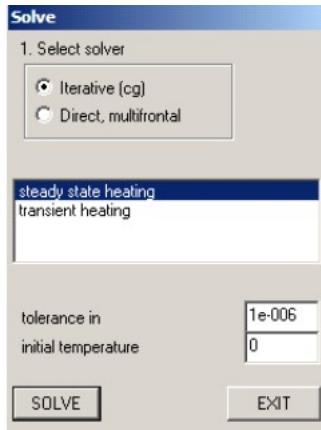 Solve
1. Select solver
Iterative (cg)
Direct, multifrontal
steady state heating
transient heating
tolerance in 1e-006
initial temperature 0
SOLVE EXIT